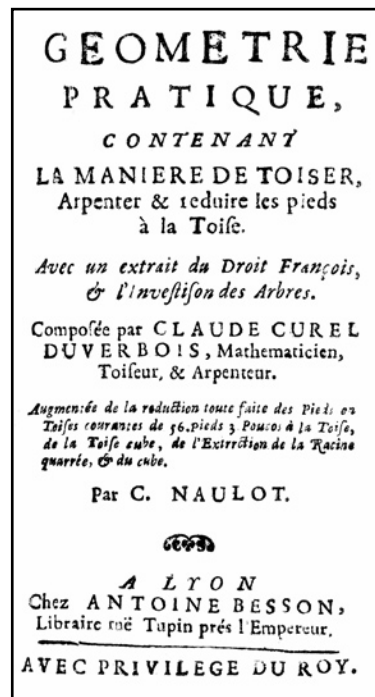 GEOMETRIE
PRATIQUE,
CONTENANT
LA MANIERE DE TOISER,
Arpenter & reduire les pieds
à la Toiſe.
Avec un extrait du Droit François,
& l'Inveſtiſon des Arbres.
Compoſée par CLAUDE CUREL
DUVERBOIS, Mathematicien,
Toiſeur, & Arpenteur.
Augmentée de la reduction toute faite des Pieds en
Toiſes courantes de 56. Pieds 3 Pouces à la Toiſe,
de la Toiſe cube, de l'Extrrction de la Racine
quarrée, & du cube.
Par C. NAULOT.
A LYON
Chez ANTOINE BESSON,
Libraire ruë Tupin prés l'Empereur.
AVEC PRIVILEGE DU ROY.